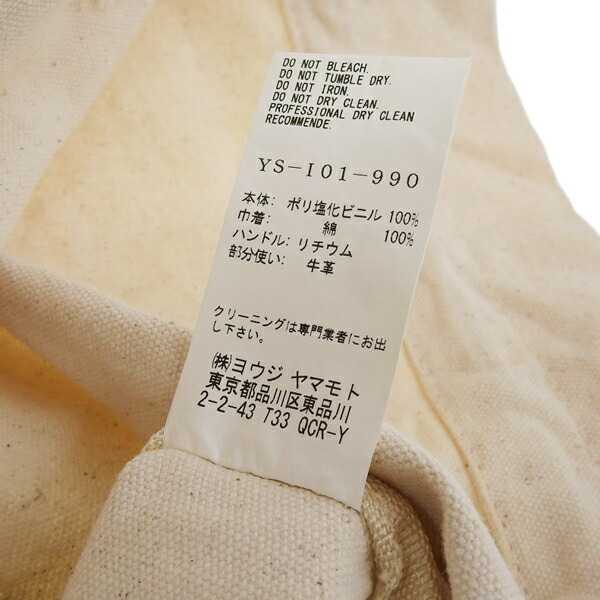 DO NOT BLEACH.
DO NOT TUMBLE DRY.
DO NOT IRON.
DO NOT DRY CLEAN.
PROFESSIONAL DRY CLEAN
RECOMMENDE.
YS-I01-990
本体: ポリ塩化ビニル 100%
巾着: 綿 100%
ハンドル: リチウム
部分使い: 牛革
クリーニングは専門業者にお出
し下さい。
㈱ヨウジ ヤマモト
東京都品川区東品川
2-2-43 T33 QCR-Y